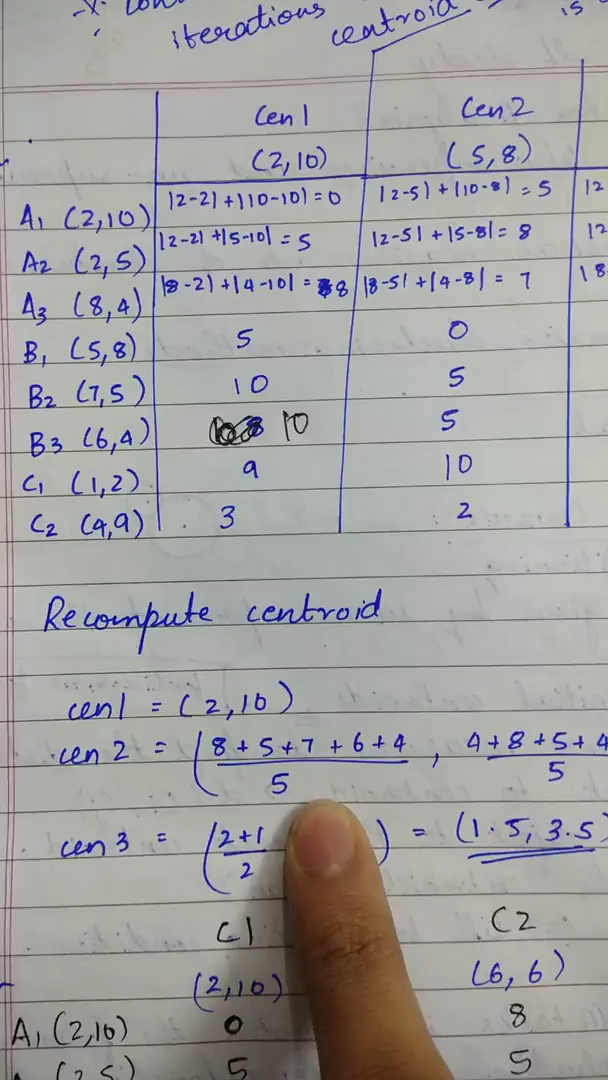 iterations
centroid
is
Cen 1 Cen 2
(2,10) (5,8)
A1 (2,10) |2-2| + |10-10| = 0 |2-5| + |10-8| = 5 |2
A2 (2,5) |2-2| + |5-10| = 5 |2-5| + |5-8| = 8 |2
A3 (8,4) |8-2| + |4-10| = 8 |8-5| + |4-8| = 7 |8
B1 (5,8) 5 0
B2 (7,5) 10 5
B3 (6,4) 10 5
C1 (1,2) 9 10
C2 (4,9) 3 2
Recompute centroid
cen1 = (2,10)
cen 2 = (8+5+7+6+4 / 5 , 4+8+5+4 / 5
cen 3 = (2+1 / 2 ) = (1.5, 3.5)
C1 C2
(2,10) (6,6)
A1 (2,10) 0 8
(2,5) 5 5